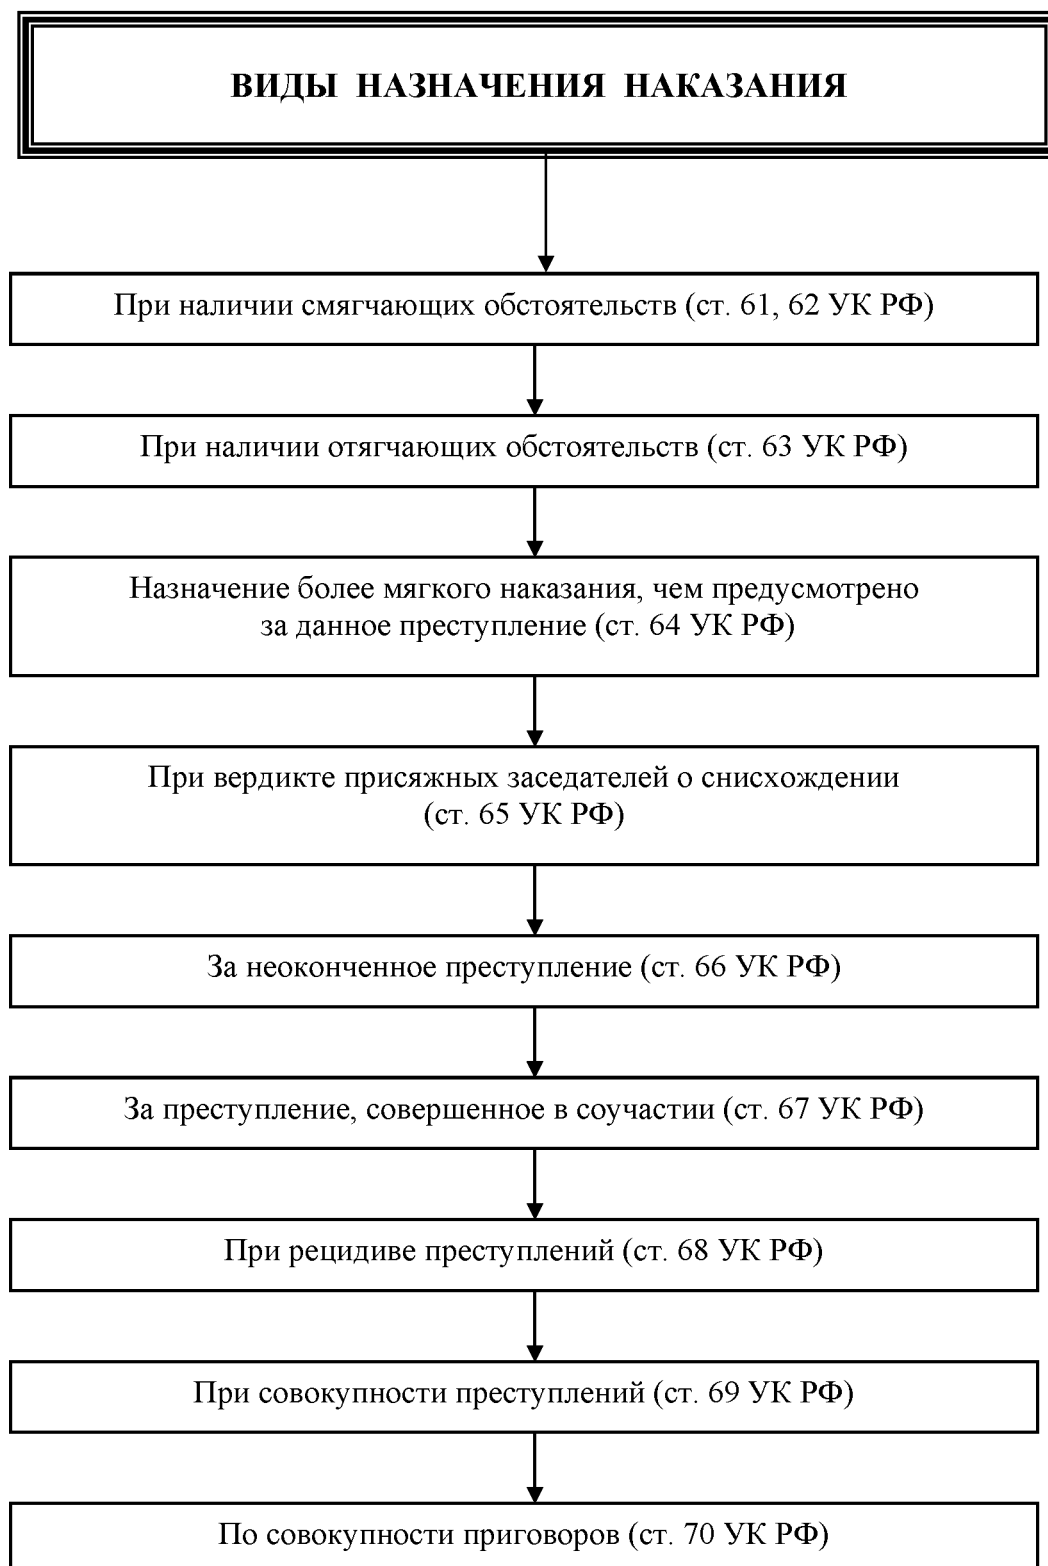 ВИДЫ НАЗНАЧЕНИЯ НАКАЗАНИЯ
При наличии смягчающих обстоятельств (ст. 61, 62 УК РФ)
При наличии отягчающих обстоятельств (ст. 63 УК РФ)
Назначение более мягкого наказания, чем предусмотрено
за данное преступление (ст. 64 УК РФ)
При вердикте присяжных заседателей о снисхождении
(ст. 65 УК РФ)
За неоконченное преступление (ст. 66 УК РФ)
За преступление, совершенное в соучастии (ст. 67 УК РФ)
При рецидиве преступлений (ст. 68 УК РФ)
При совокупности преступлений (ст. 69 УК РФ)
По совокупности приговоров (ст. 70 УК РФ)